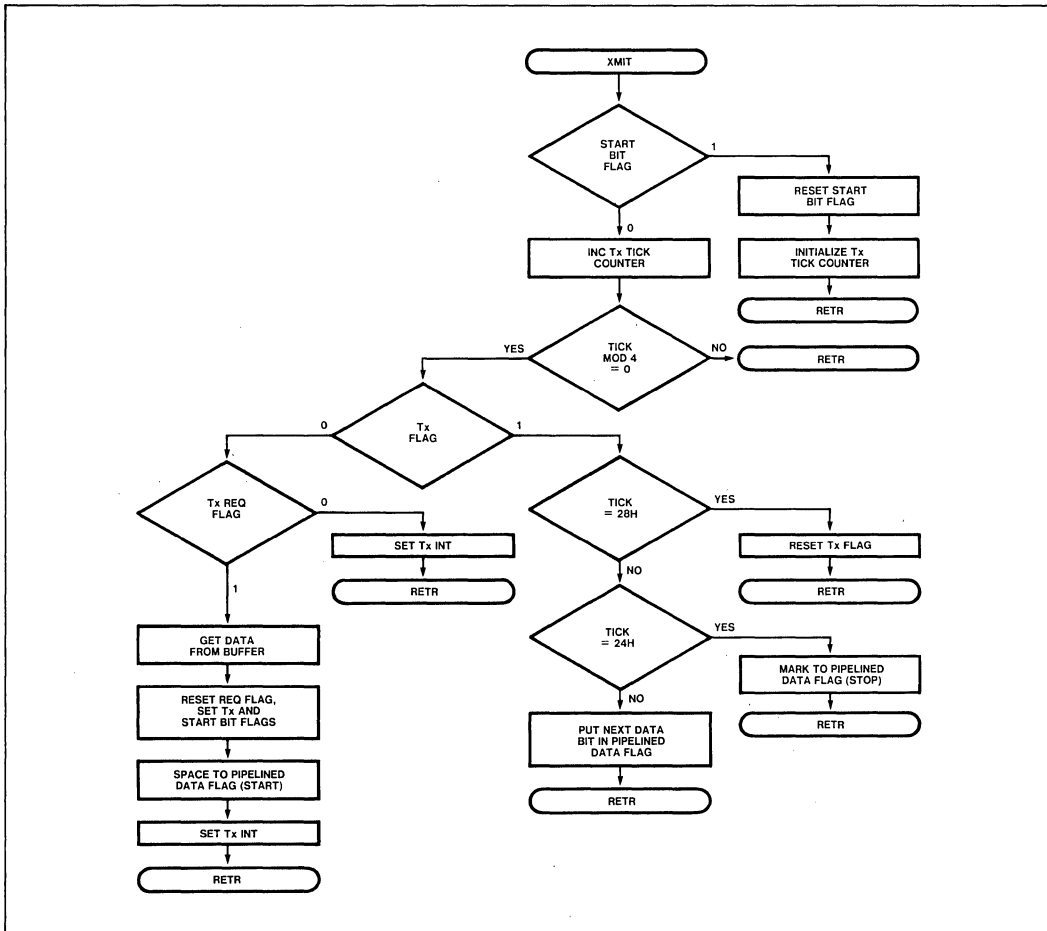 XMIT
START
BIT
FLAG
1
0
RESET START
BIT FLAG
INC Tx TICK
COUNTER
INITIALIZE Tx
TICK COUNTER
RETR
TICK
MOD 4
= 0
YES
NO
RETR
Tx
FLAG
0
1
Tx REQ
FLAG
0
1
SET Tx INT
RETR
TICK
= 28H
YES
NO
RESET Tx FLAG
RETR
TICK
= 24H
YES
NO
MARK TO PIPELINED
DATA FLAG (STOP)
RETR
PUT NEXT DATA
BIT IN PIPELINED
DATA FLAG
RETR
GET DATA
FROM BUFFER
RESET REQ FLAG,
SET Tx AND
START BIT FLAGS
SPACE TO PIPELINED
DATA FLAG (START)
SET Tx INT
RETR